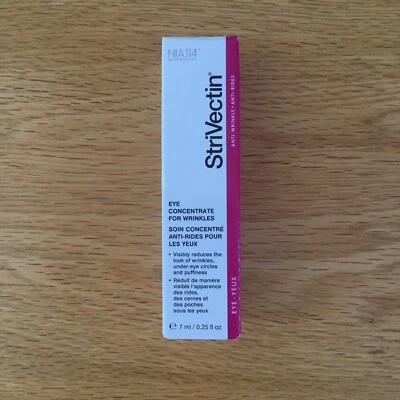 NIA114™
StriVectin®
ANTI-WRINKLE • ANTI-RIDES
EYE
CONCENTRATE
FOR WRINKLES
SOIN CONCENTRÉ
ANTI-RIDES POUR
LES YEUX
• Visibly reduces the
look of wrinkles,
under-eye circles
and puffiness
• Réduit de manière
visible l'apparence
des rides,
des cernes et
des poches
sous les yeux
EYE - YEUX
℮ 7 ml / 0.25 fl oz